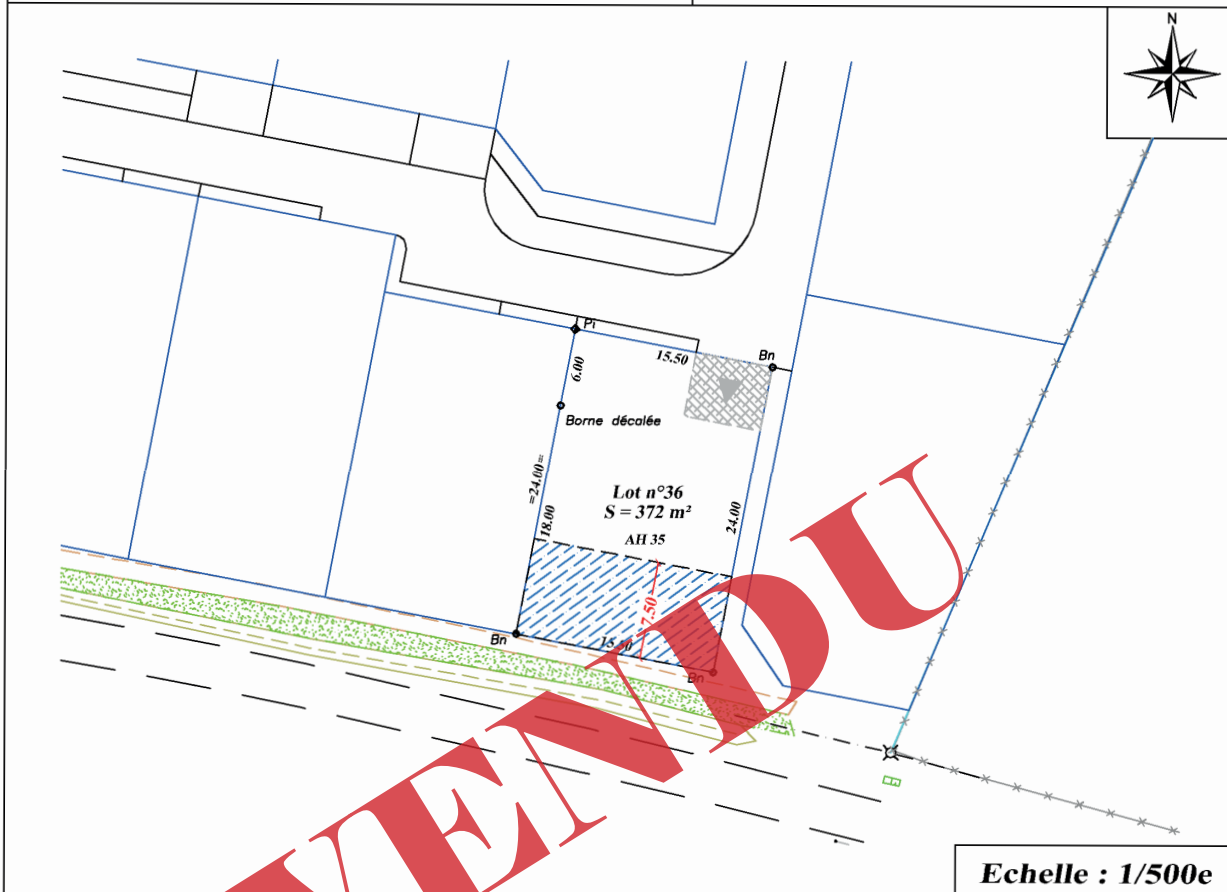 N
Pi
15.50
Bn
6.00
Borne décalée
=24.00=
18.00
Lot n°36
S = 372 m²
AH 35
24.00
7.50
15.50
Bn
Bn
VENDU
Echelle : 1/500e